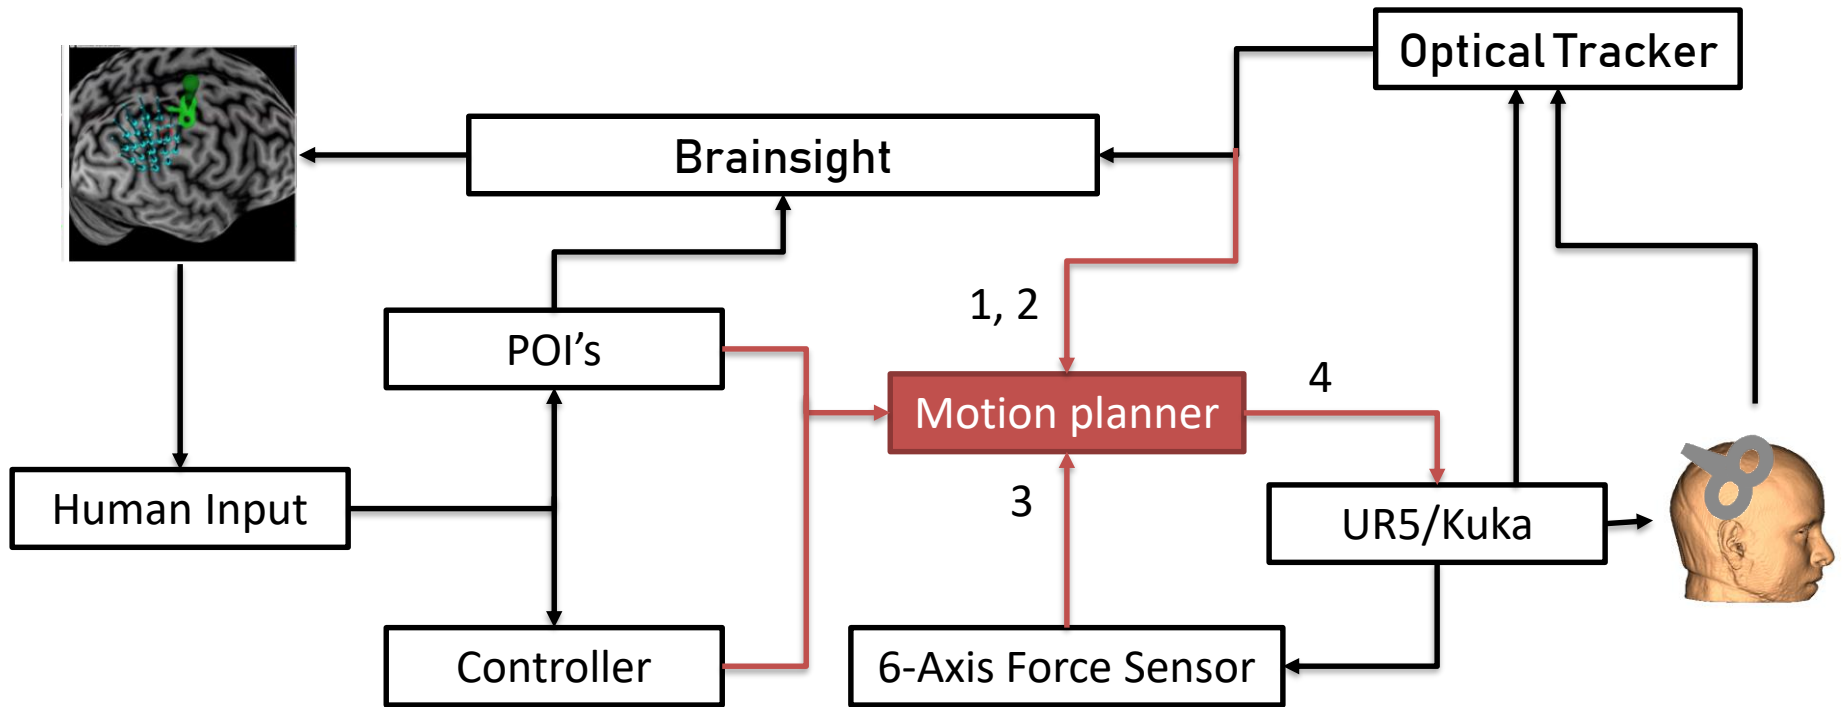 Optical Tracker
Brainsight
1, 2
POI's
4
Motion planner
Human Input
3
UR5/Kuka
Controller
6-Axis Force Sensor